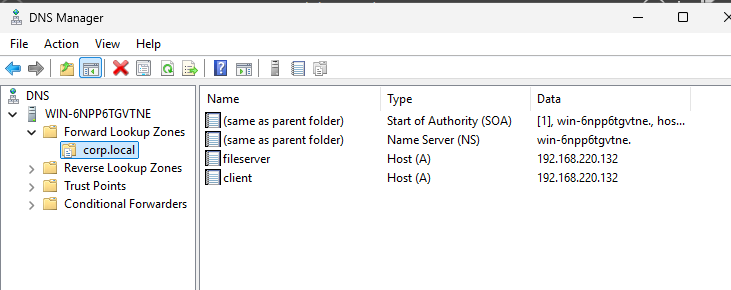 DNS Manager
File Action View Help
DNS
WIN-6NPP6TGVTNE
Forward Lookup Zones
corp.local
Reverse Lookup Zones
Trust Points
Conditional Forwarders
Name Type Data
(same as parent folder) Start of Authority (SOA) [1], win-6npp6tgvtne., hos...
(same as parent folder) Name Server (NS) win-6npp6tgvtne.
fileserver Host (A) 192.168.220.132
client Host (A) 192.168.220.132